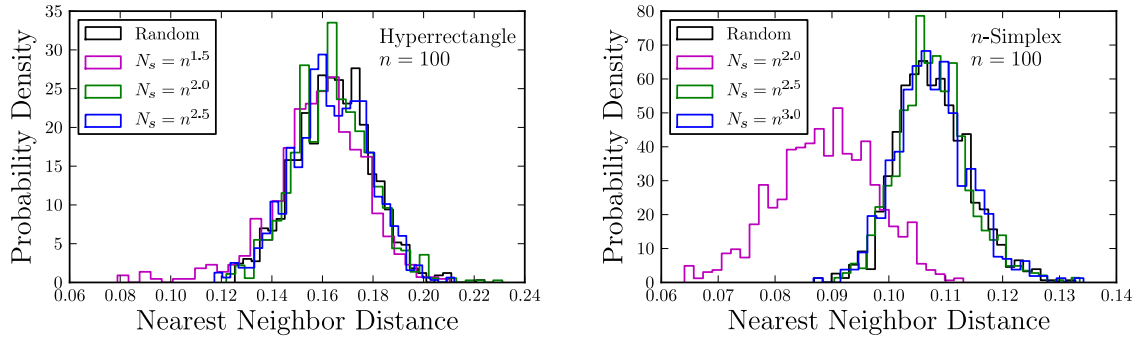 35
30
25
20
15
10
5
0
Probability Density
Random
N_s = n^1.5
N_s = n^2.0
N_s = n^2.5
Hyperrectangle
n = 100
0.06 0.08 0.10 0.12 0.14 0.16 0.18 0.20 0.22 0.24
Nearest Neighbor Distance
80
70
60
50
40
30
20
10
0
Probability Density
Random
N_s = n^2.0
N_s = n^2.5
N_s = n^3.0
n-Simplex
n = 100
0.06 0.07 0.08 0.09 0.10 0.11 0.12 0.13 0.14
Nearest Neighbor Distance